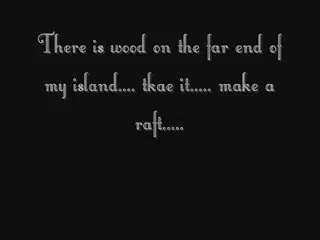 There is wood on the far end of
my island.... tkae it..... make a
raft.....